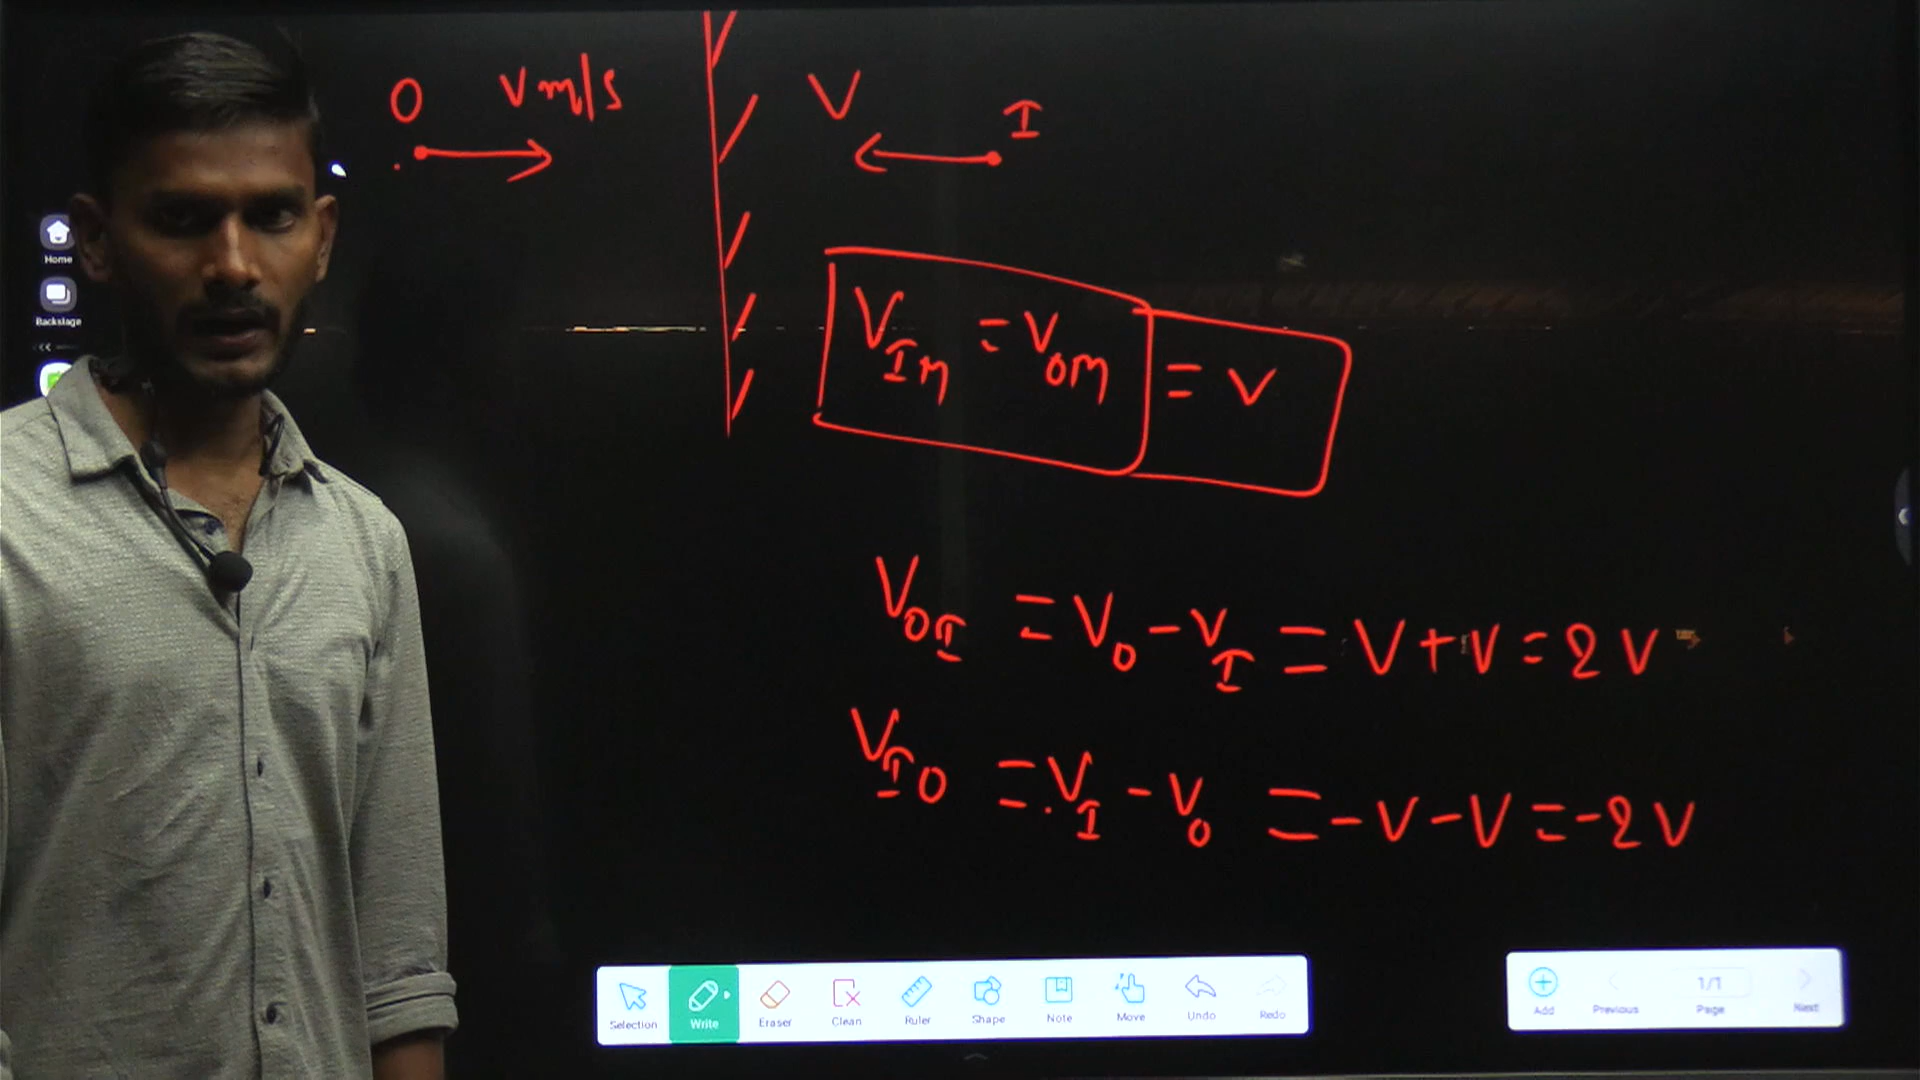 O V m/s V I
Home
Backstage
V_Im = V_Om = V
V_OI = V_O - V_I = V + V = 2V
V_IO = V_I - V_O = -V - V = -2V
Selection Write Eraser Clean Ruler Shape Note Move Undo Redo
Add Previous 1/1 Page Next